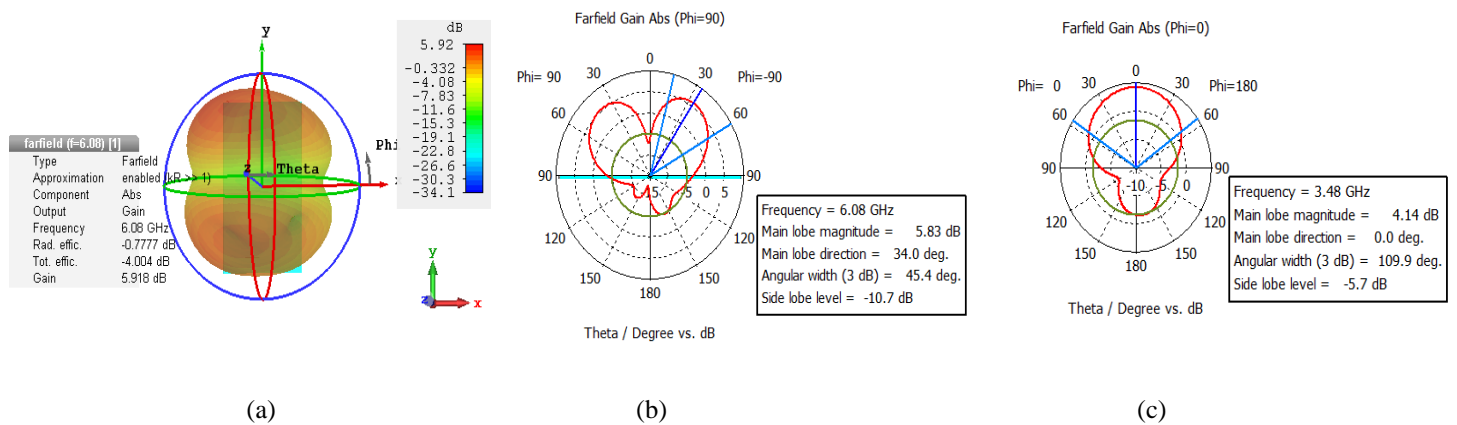 y
dB
5.92
-0.332
-4.08
-7.83
-11.6
-15.3
-19.1
-22.8
-26.6
-30.3
-34.1
farfield (f=6.08) [1]
Type Farfield
Approximation enabled (kR >> 1)
Component Abs
Output Gain
Frequency 6.08 GHz
Rad. effic. -0.7777 dB
Tot. effic. -4.004 dB
Gain 5.918 dB
z Theta
Phi
y
z x
(a)
Farfield Gain Abs (Phi=90)
Phi= 90 30 0 30 Phi=-90
60 60
90 90
-5 0 5
120 120
150 150
180
Frequency = 6.08 GHz
Main lobe magnitude = 5.83 dB
Main lobe direction = 34.0 deg.
Angular width (3 dB) = 45.4 deg.
Side lobe level = -10.7 dB
Theta / Degree vs. dB
(b)
Farfield Gain Abs (Phi=0)
Phi= 0 30 0 30 Phi=180
60 60
90 90
-10 -5 0
120 120
150 150
180
Frequency = 3.48 GHz
Main lobe magnitude = 4.14 dB
Main lobe direction = 0.0 deg.
Angular width (3 dB) = 109.9 deg.
Side lobe level = -5.7 dB
Theta / Degree vs. dB
(c)